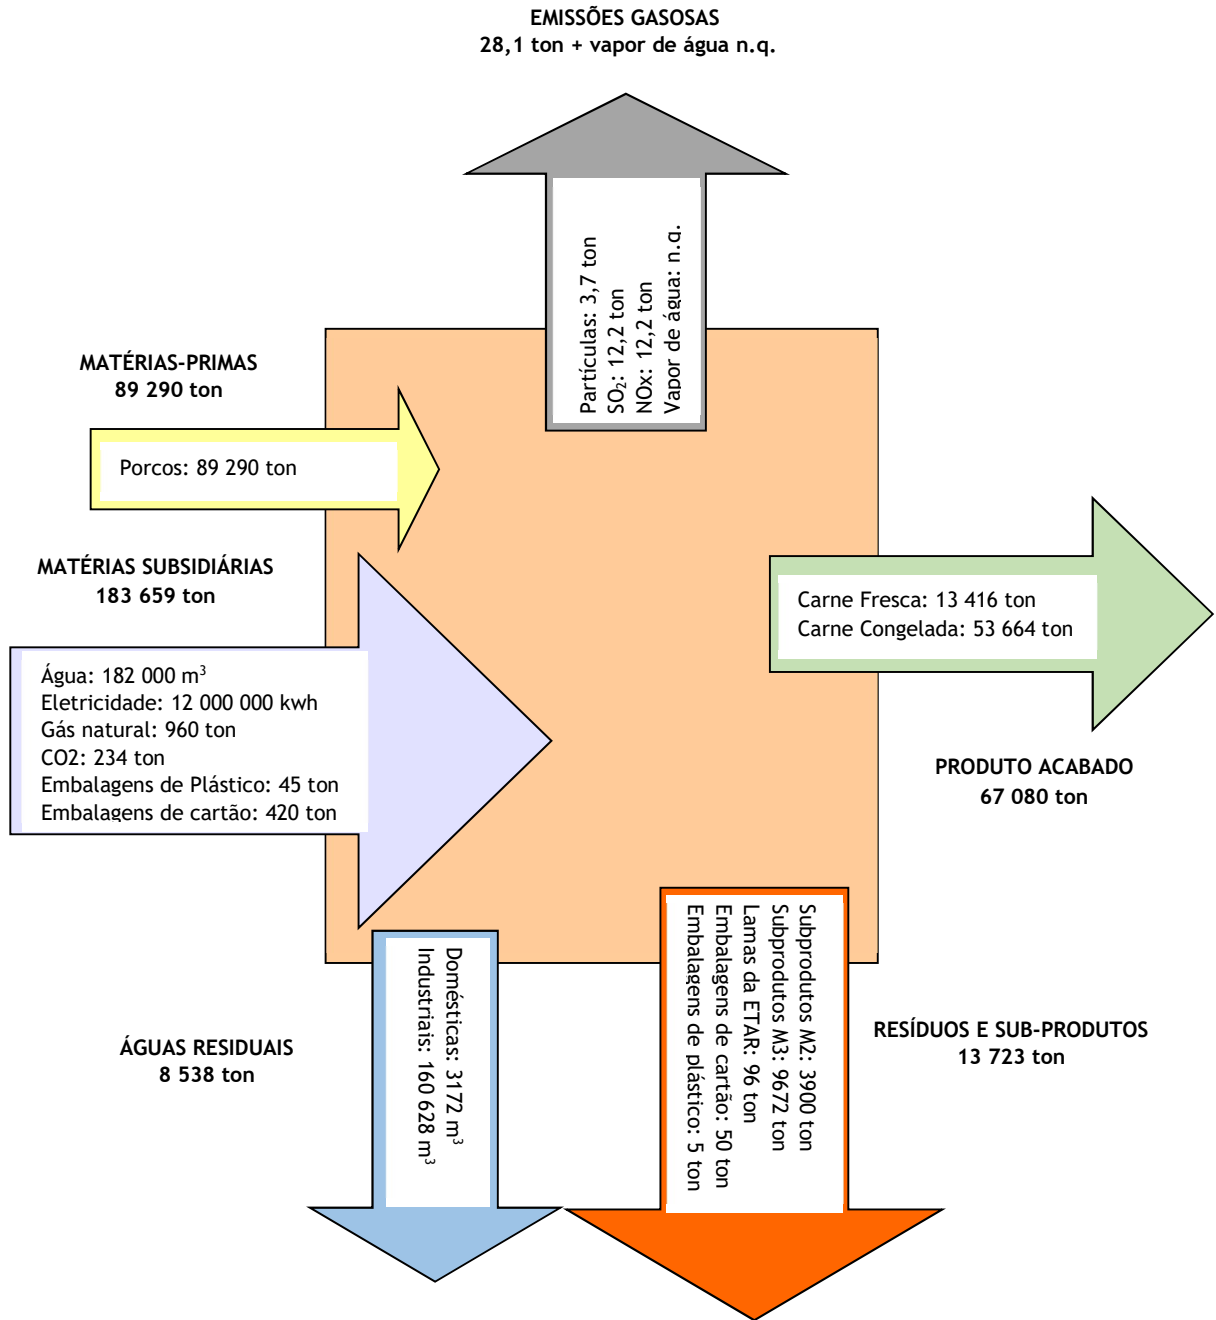 EMISSÕES GASOSAS
28,1 ton + vapor de água n.q.
Partículas: 3,7 ton
SO₂: 12,2 ton
NOx: 12,2 ton
Vapor de água: n.q.
MATÉRIAS-PRIMAS
89 290 ton
Porcos: 89 290 ton
MATÉRIAS SUBSIDIÁRIAS
183 659 ton
Água: 182 000 m³
Eletricidade: 12 000 000 kwh
Gás natural: 960 ton
CO2: 234 ton
Embalagens de Plástico: 45 ton
Embalagens de cartão: 420 ton
Carne Fresca: 13 416 ton
Carne Congelada: 53 664 ton
PRODUTO ACABADO
67 080 ton
ÁGUAS RESIDUAIS
8 538 ton
Domésticas: 3172 m³
Industriais: 160 628 m³
Subprodutos M2: 3900 ton
Subprodutos M3: 9672 ton
Lamas da ETAR: 96 ton
Embalagens de cartão: 50 ton
Embalagens de plástico: 5 ton
RESÍDUOS E SUB-PRODUTOS
13 723 ton